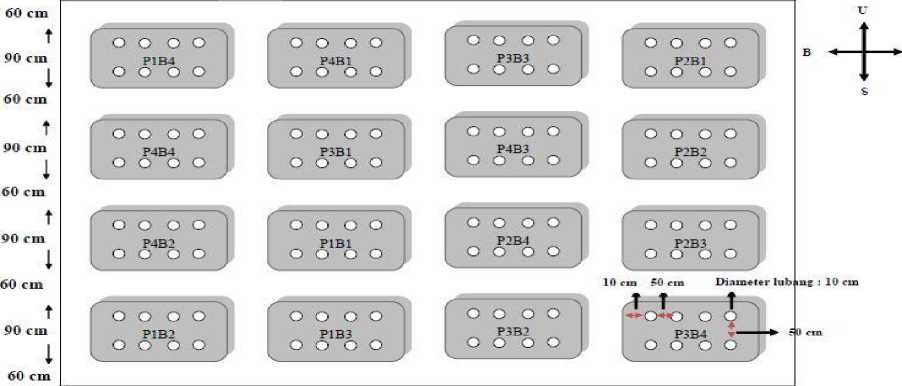 60 cm
U
90 cm
P1B4 P4B1 P3B3 P2B1
B
S
60 cm
90 cm
P4B4 P3B1 P4B3 P2B2
60 cm
90 cm
P4B2 P1B1 P2B4 P2B3
60 cm
10 cm 50 cm Diameter lubang : 10 cm
90 cm
P1B2 P1B3 P3B2 P3B4
50 cm
60 cm